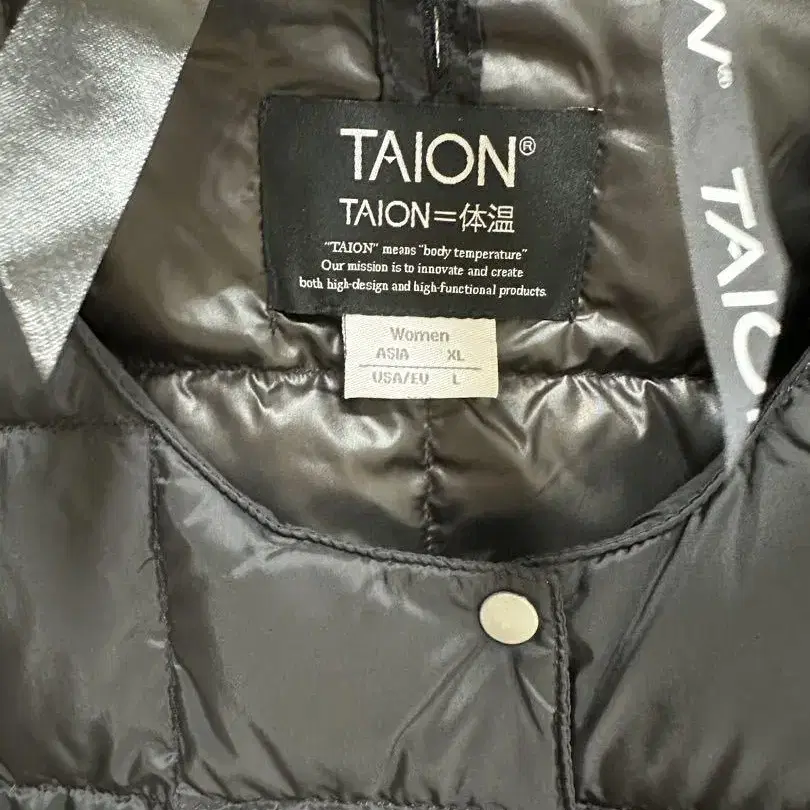 TAION®
TAION=体温
"TAION" means "body temperature"
Our mission is to innovate and create
both high-design and high-functional products.
Women
ASIA XL
USA/EU L
N®
TAIO